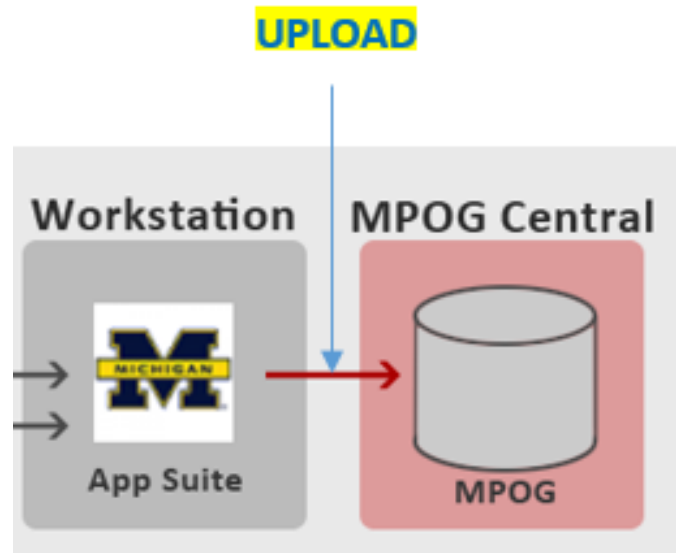 UPLOAD
Workstation
MPOG Central
MICHIGAN
App Suite
MPOG